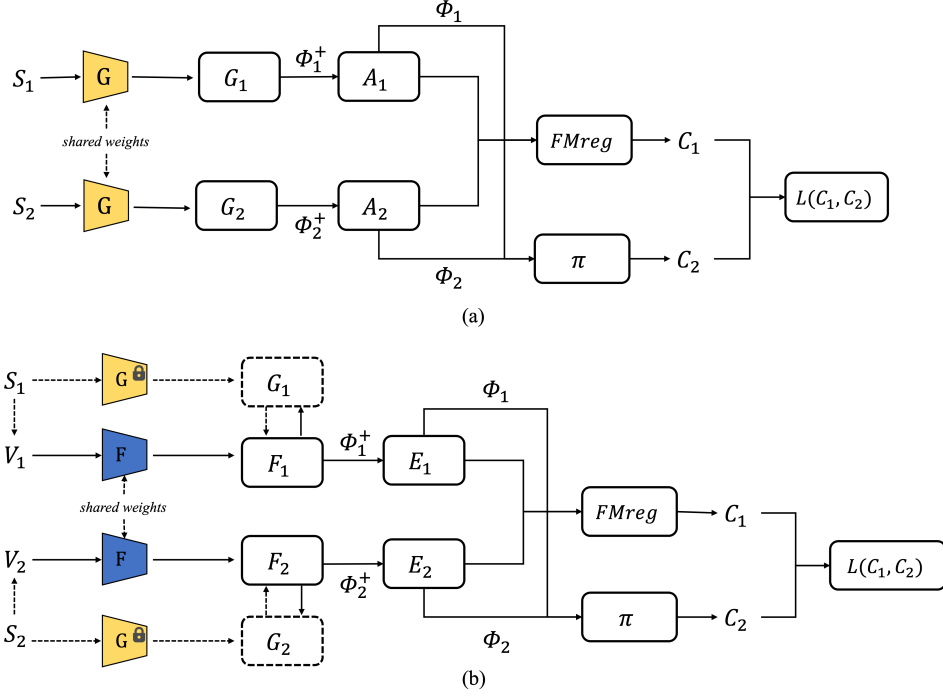 Φ₁
S₁ G G₁ Φ₁⁺ A₁
FMreg C₁
shared weights
L(C₁, C₂)
S₂ G G₂ Φ₂⁺ A₂
π C₂
Φ₂
(a)
S₁ G G₁
Φ₁
V₁ F F₁ Φ₁⁺ E₁
shared weights
FMreg C₁
V₂ F F₂ Φ₂⁺ E₂
L(C₁, C₂)
π C₂
S₂ G G₂ Φ₂
(b)